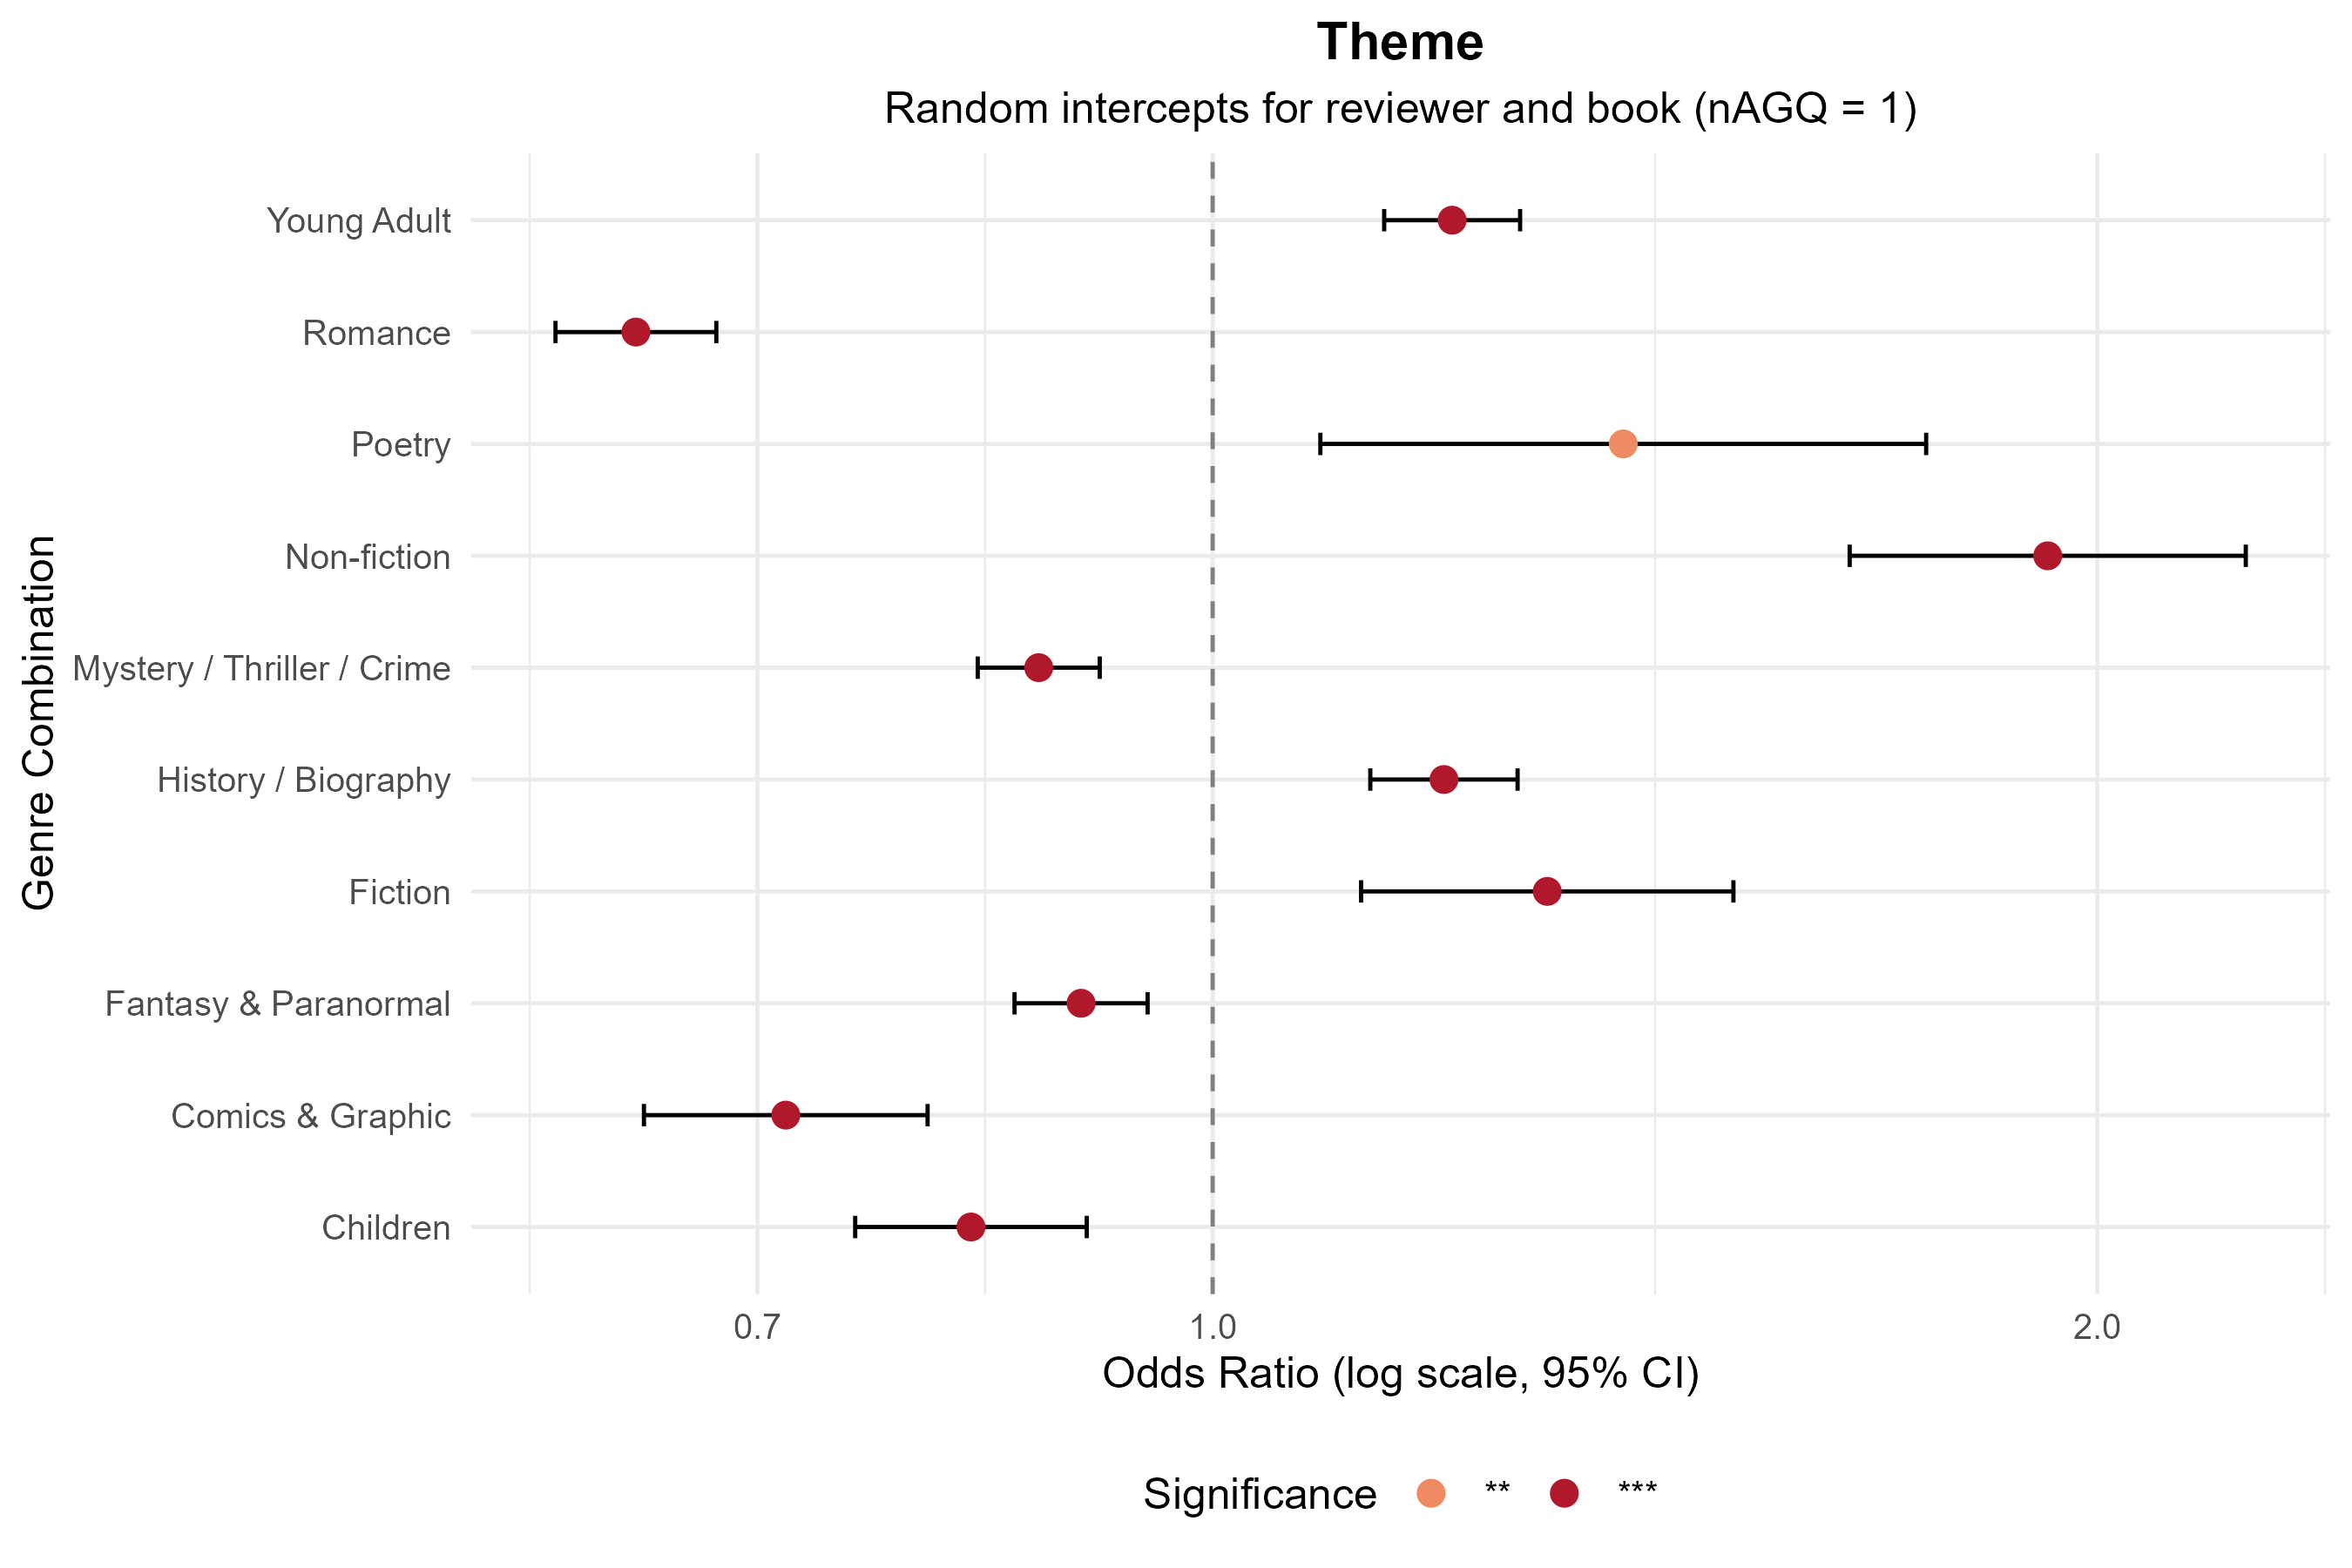 Theme
Random intercepts for reviewer and book (nAGQ = 1)
Genre Combination
Young Adult
Romance
Poetry
Non-fiction
Mystery / Thriller / Crime
History / Biography
Fiction
Fantasy & Paranormal
Comics & Graphic
Children
0.7 1.0 2.0
Odds Ratio (log scale, 95% CI)
Significance ** ***